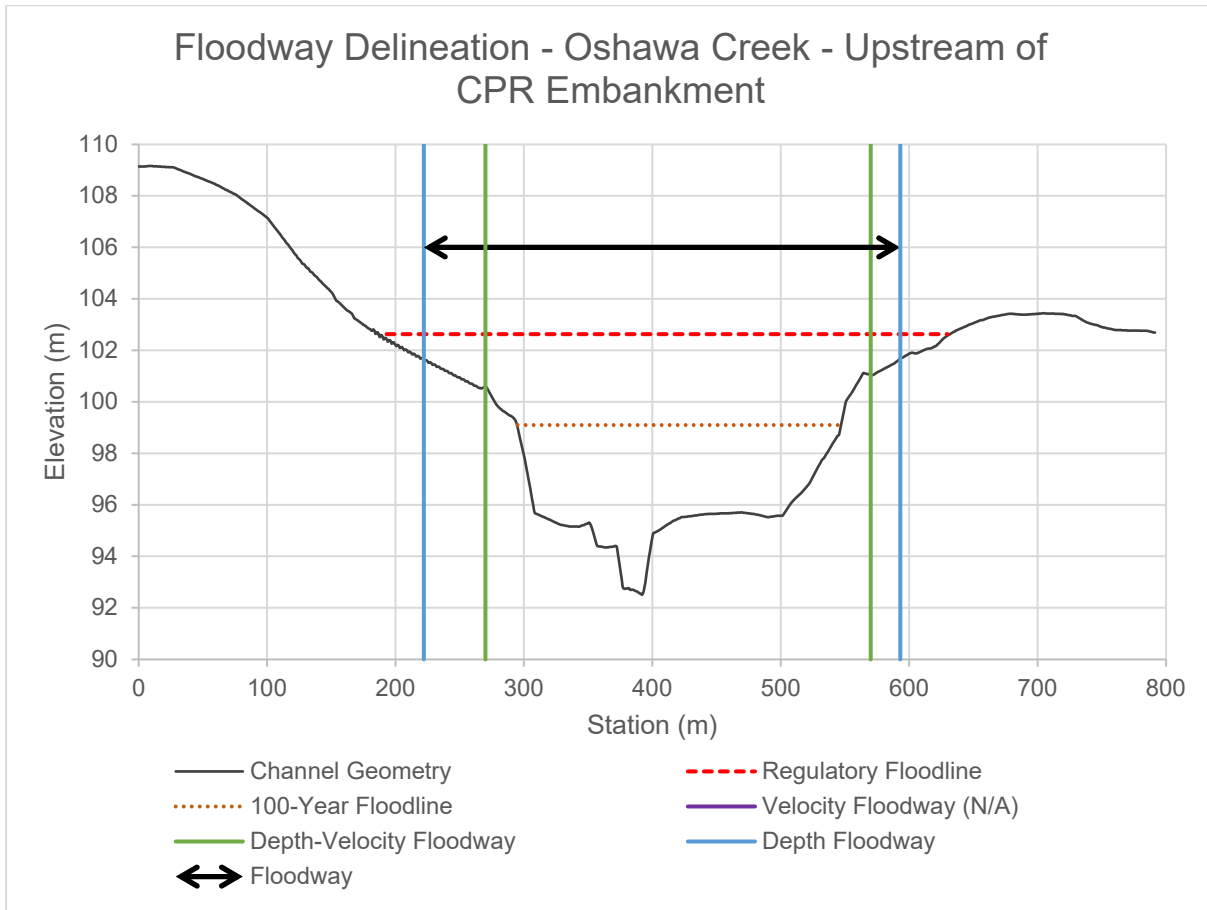 Floodway Delineation - Oshawa Creek - Upstream of
CPR Embankment
110
108
106
104
102
100
98
96
94
92
90
Elevation (m)
0 100 200 300 400 500 600 700 800
Station (m)
Channel Geometry Regulatory Floodline
100-Year Floodline Velocity Floodway (N/A)
Depth-Velocity Floodway Depth Floodway
Floodway